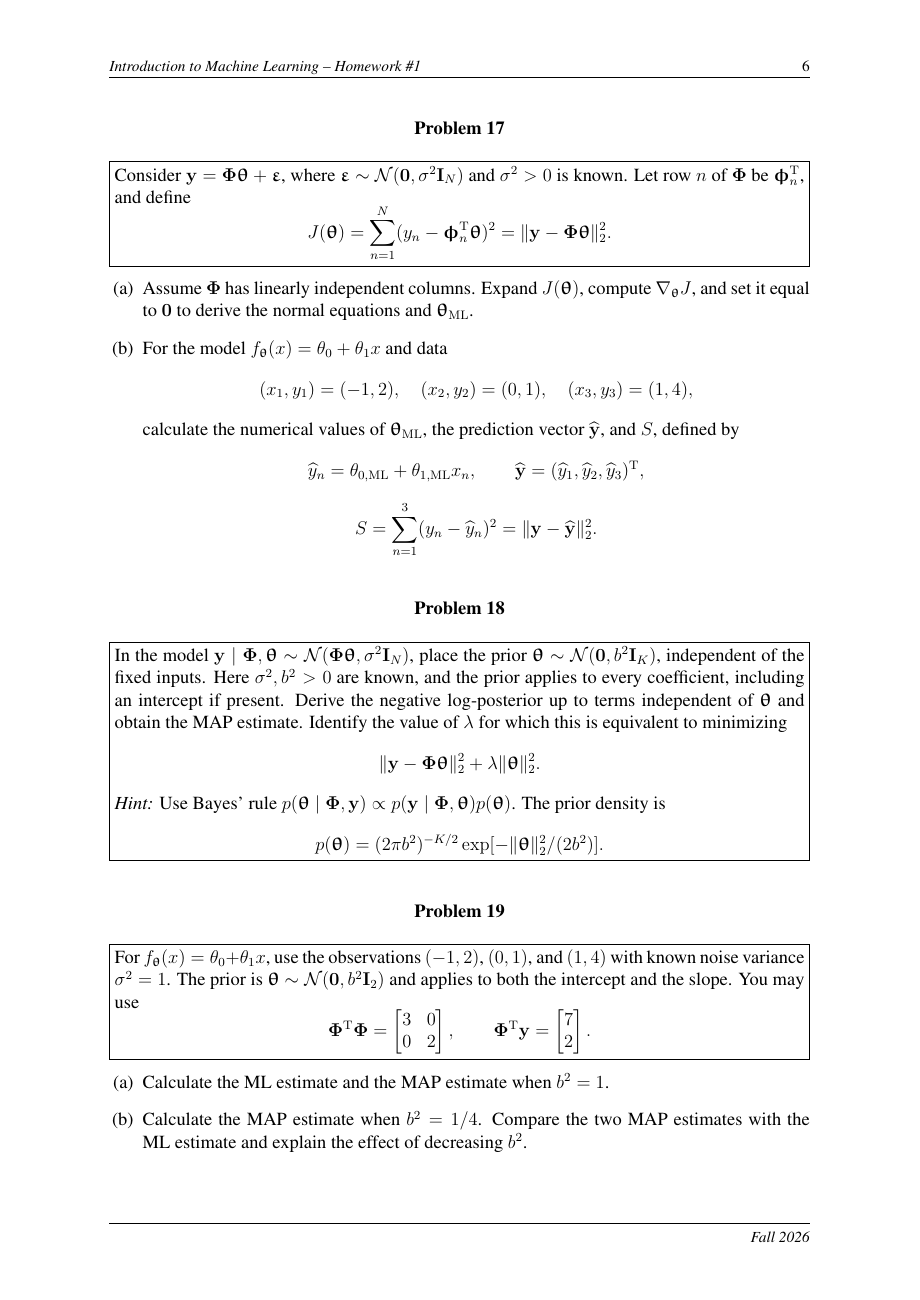 Introduction to Machine Learning – Homework #1 6
Problem 17
Consider y = Φθ + ε, where ε ∼ 𝒩(0, σ²I_N) and σ² > 0 is known. Let row n of Φ be ϕ_n^T,
and define
J(θ) = ∑_{n=1}^{N} (y_n − ϕ_n^T θ)² = ‖y − Φθ‖₂².
(a) Assume Φ has linearly independent columns. Expand J(θ), compute ∇_θ J, and set it equal
to 0 to derive the normal equations and θ_ML.
(b) For the model f_θ(x) = θ₀ + θ₁x and data
(x₁, y₁) = (−1, 2), (x₂, y₂) = (0, 1), (x₃, y₃) = (1, 4),
calculate the numerical values of θ_ML, the prediction vector ŷ, and S, defined by
ŷ_n = θ_{0,ML} + θ_{1,ML} x_n, ŷ = (ŷ₁, ŷ₂, ŷ₃)^T,
S = ∑_{n=1}^{3} (y_n − ŷ_n)² = ‖y − ŷ‖₂².
Problem 18
In the model y | Φ, θ ∼ 𝒩(Φθ, σ²I_N), place the prior θ ∼ 𝒩(0, b²I_K), independent of the
fixed inputs. Here σ², b² > 0 are known, and the prior applies to every coefficient, including
an intercept if present. Derive the negative log-posterior up to terms independent of θ and
obtain the MAP estimate. Identify the value of λ for which this is equivalent to minimizing
‖y − Φθ‖₂² + λ‖θ‖₂².
Hint: Use Bayes’ rule p(θ | Φ, y) ∝ p(y | Φ, θ)p(θ). The prior density is
p(θ) = (2πb²)^{−K/2} exp[−‖θ‖₂²/(2b²)].
Problem 19
For f_θ(x) = θ₀+θ₁x, use the observations (−1, 2), (0, 1), and (1, 4) with known noise variance
σ² = 1. The prior is θ ∼ 𝒩(0, b²I₂) and applies to both the intercept and the slope. You may
use
Φ^TΦ = [3 0; 0 2], Φ^Ty = [7; 2].
(a) Calculate the ML estimate and the MAP estimate when b² = 1.
(b) Calculate the MAP estimate when b² = 1/4. Compare the two MAP estimates with the
ML estimate and explain the effect of decreasing b².
Fall 2026